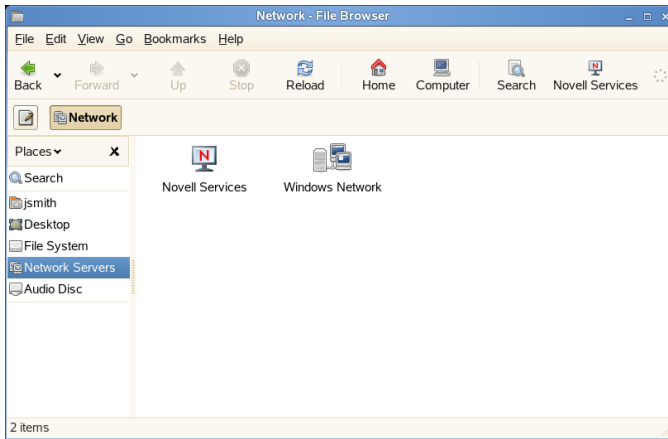 Network - File Browser
File Edit View Go Bookmarks Help
Back Forward Up Stop Reload Home Computer Search Novell Services
Network
Places
Search
jsmith
Desktop
File System
Network Servers
Audio Disc
N
Novell Services
Windows Network
2 items